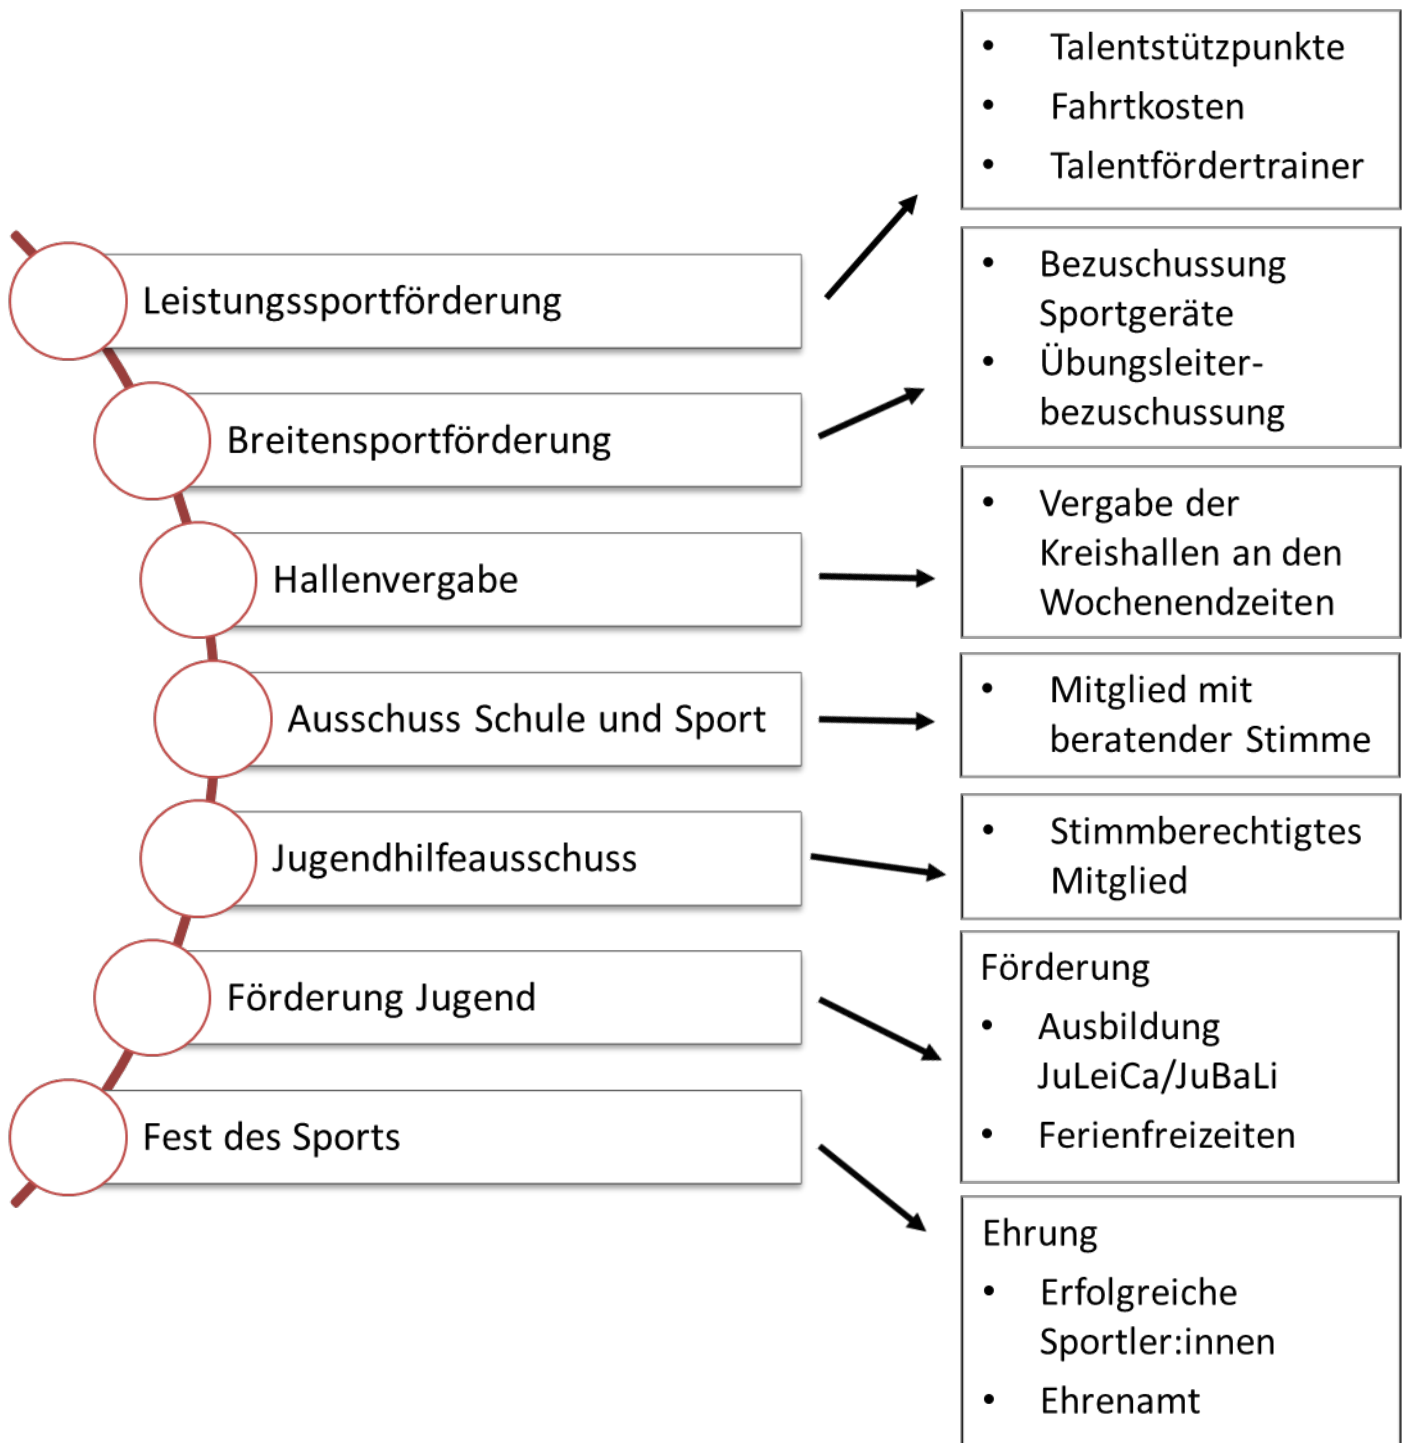 Leistungssportförderung
Breitensportförderung
Hallenvergabe
Ausschuss Schule und Sport
Jugendhilfeausschuss
Förderung Jugend
Fest des Sports
• Talentstützpunkte
• Fahrtkosten
• Talentfördertrainer
• Bezuschussung
Sportgeräte
• Übungsleiter-
bezuschussung
• Vergabe der
Kreishallen an den
Wochenendzeiten
• Mitglied mit
beratender Stimme
• Stimmberechtigtes
Mitglied
Förderung
• Ausbildung
JuLeiCa/JuBaLi
• Ferienfreizeiten
Ehrung
• Erfolgreiche
Sportler:innen
• Ehrenamt